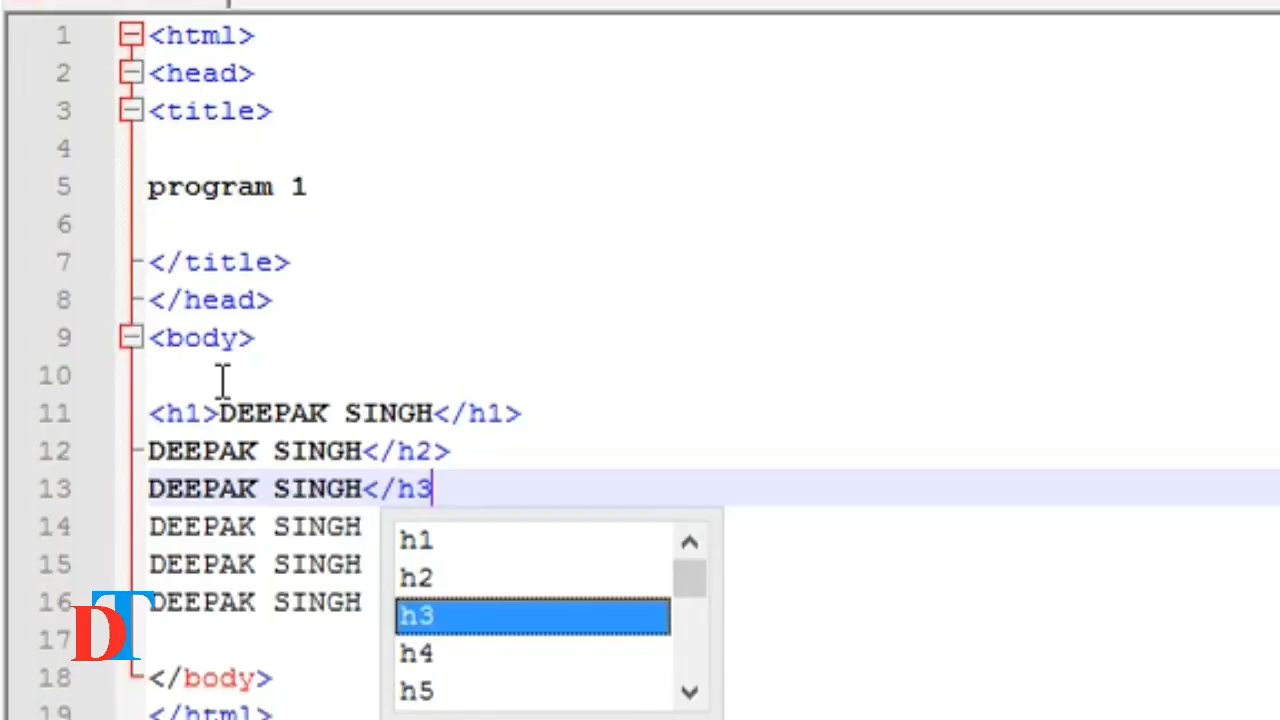 1 <html>
2 <head>
3 <title>
4
5 program 1
6
7 </title>
8 </head>
9 <body>
10
11 <h1>DEEPAK SINGH</h1>
12 DEEPAK SINGH</h2>
13 DEEPAK SINGH</h3
14 DEEPAK SINGH
15 DEEPAK SINGH
16 DEEPAK SINGH
17
18 </body>
19 </html>
h1
h2
h3
h4
h5
DT